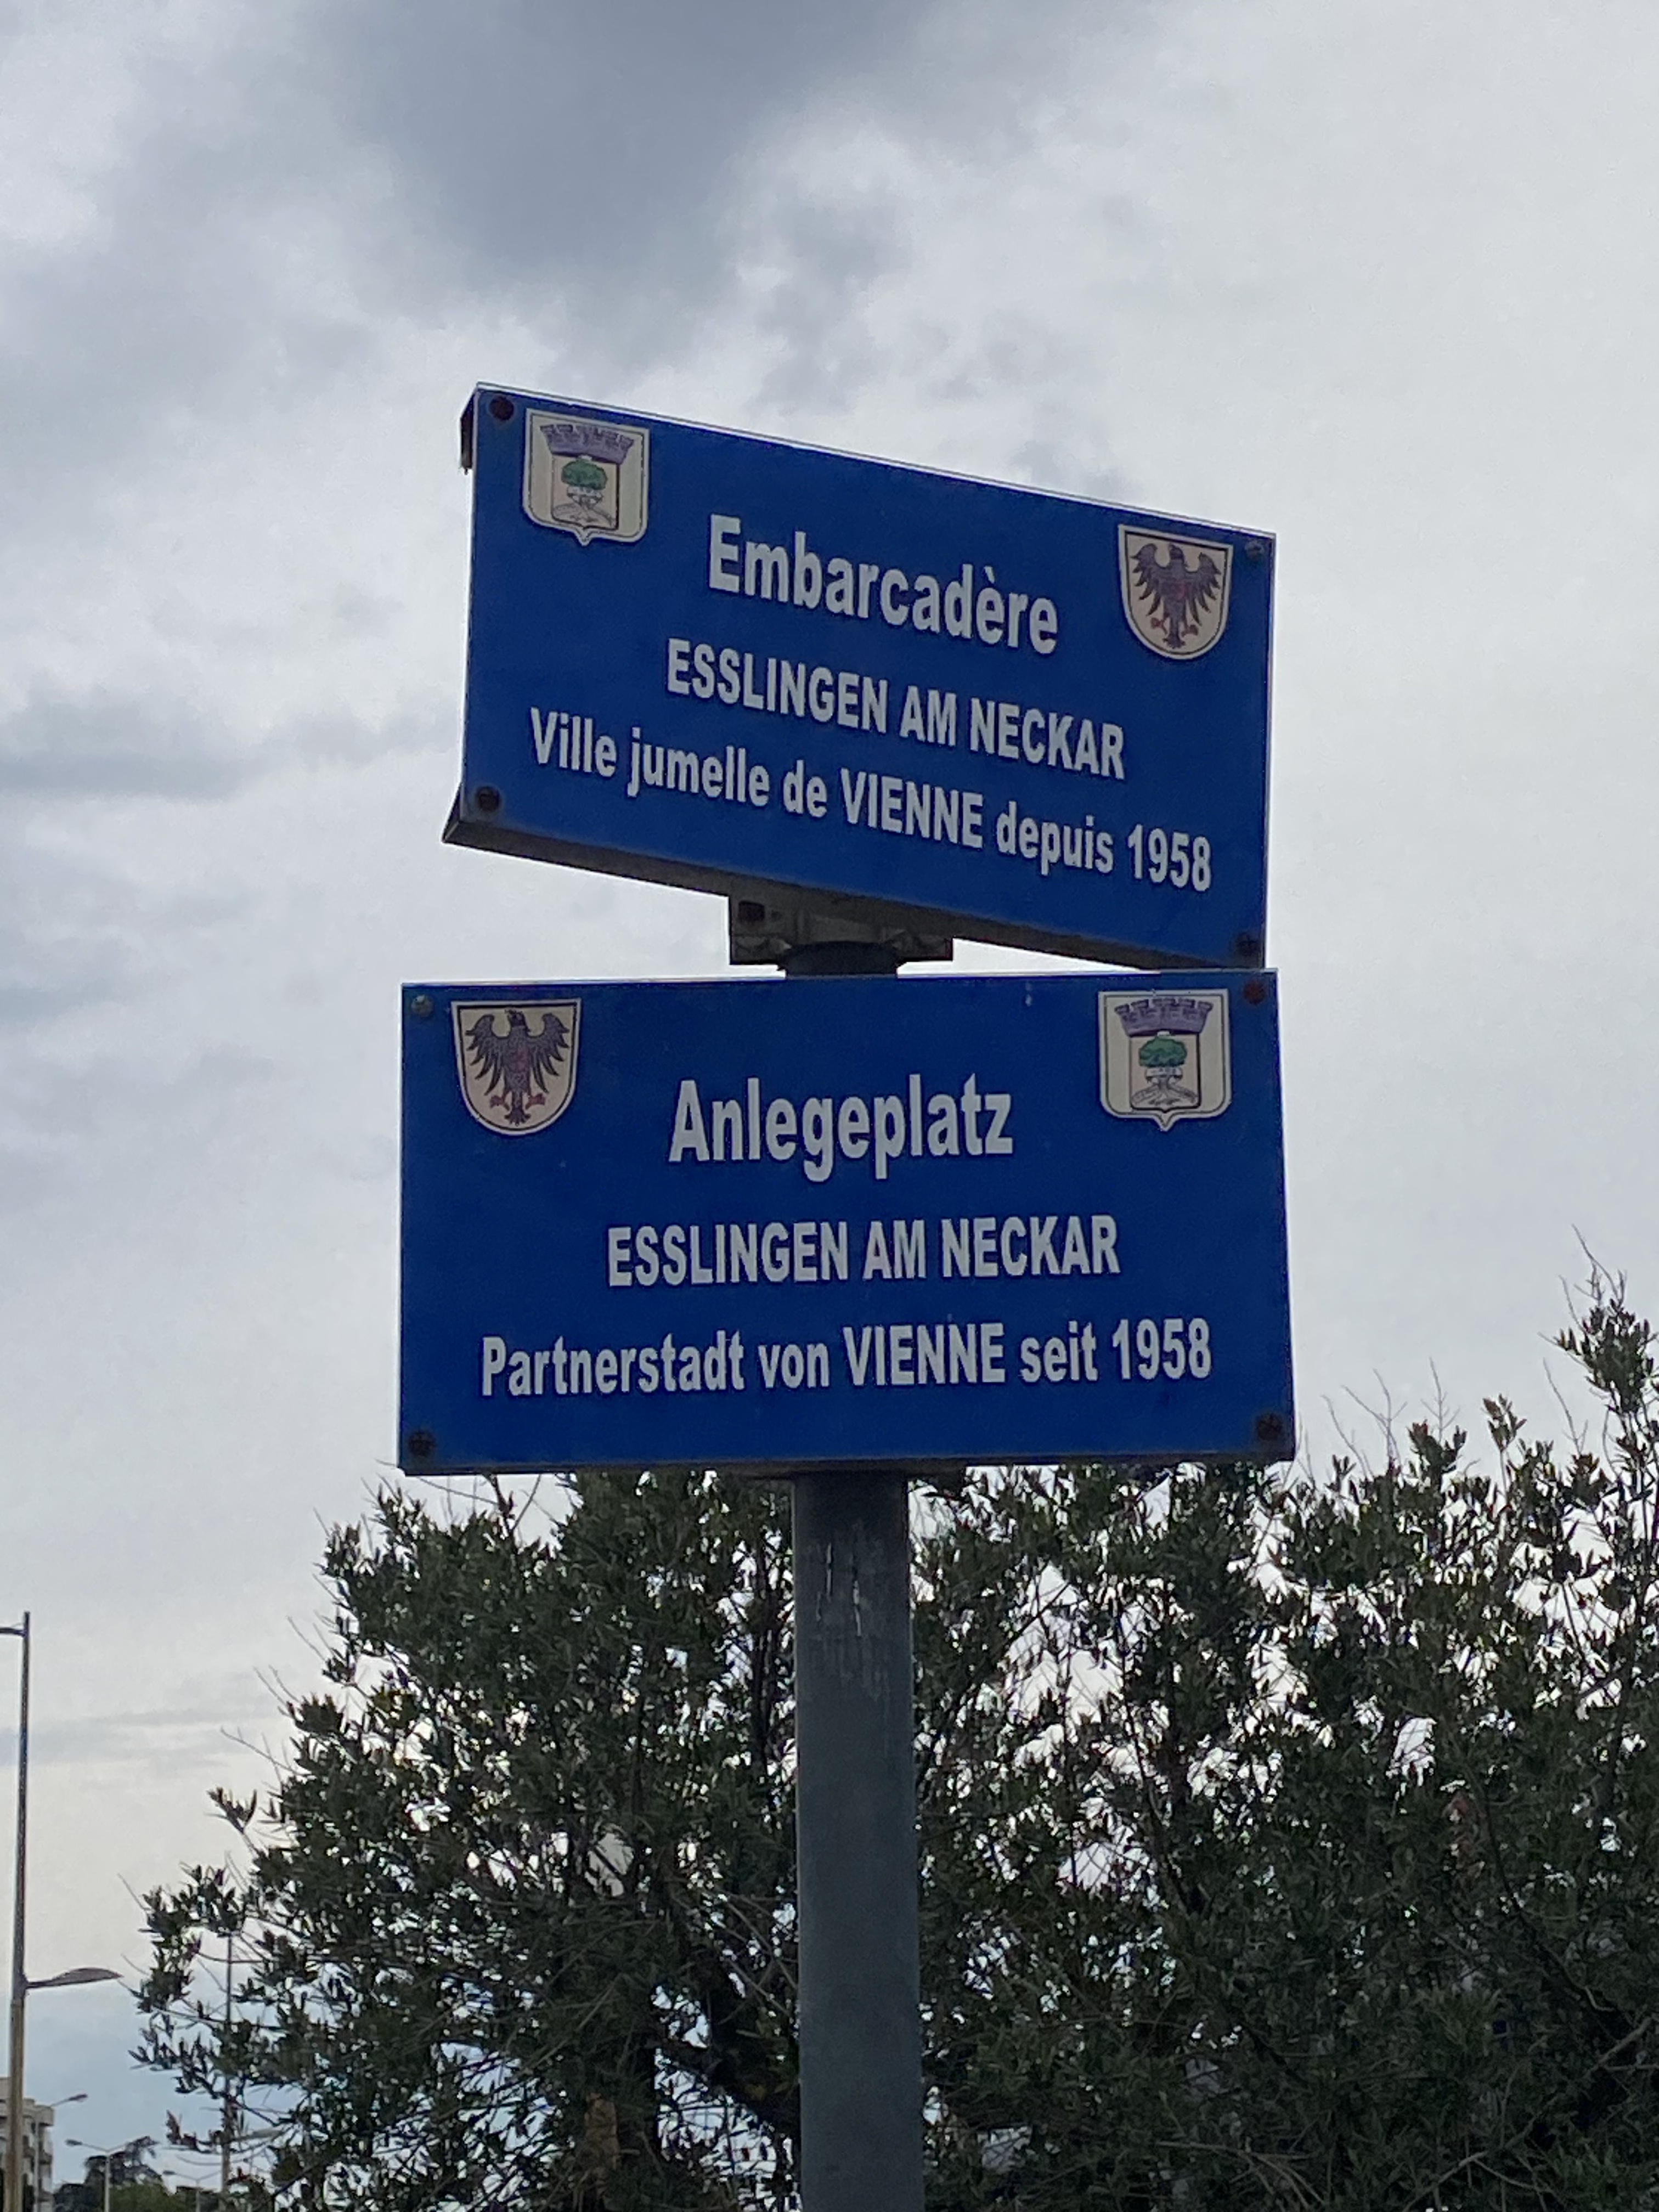 Embarcadère
ESSLINGEN AM NECKAR
Ville jumelle de VIENNE depuis 1958
Anlegeplatz
ESSLINGEN AM NECKAR
Partnerstadt von VIENNE seit 1958